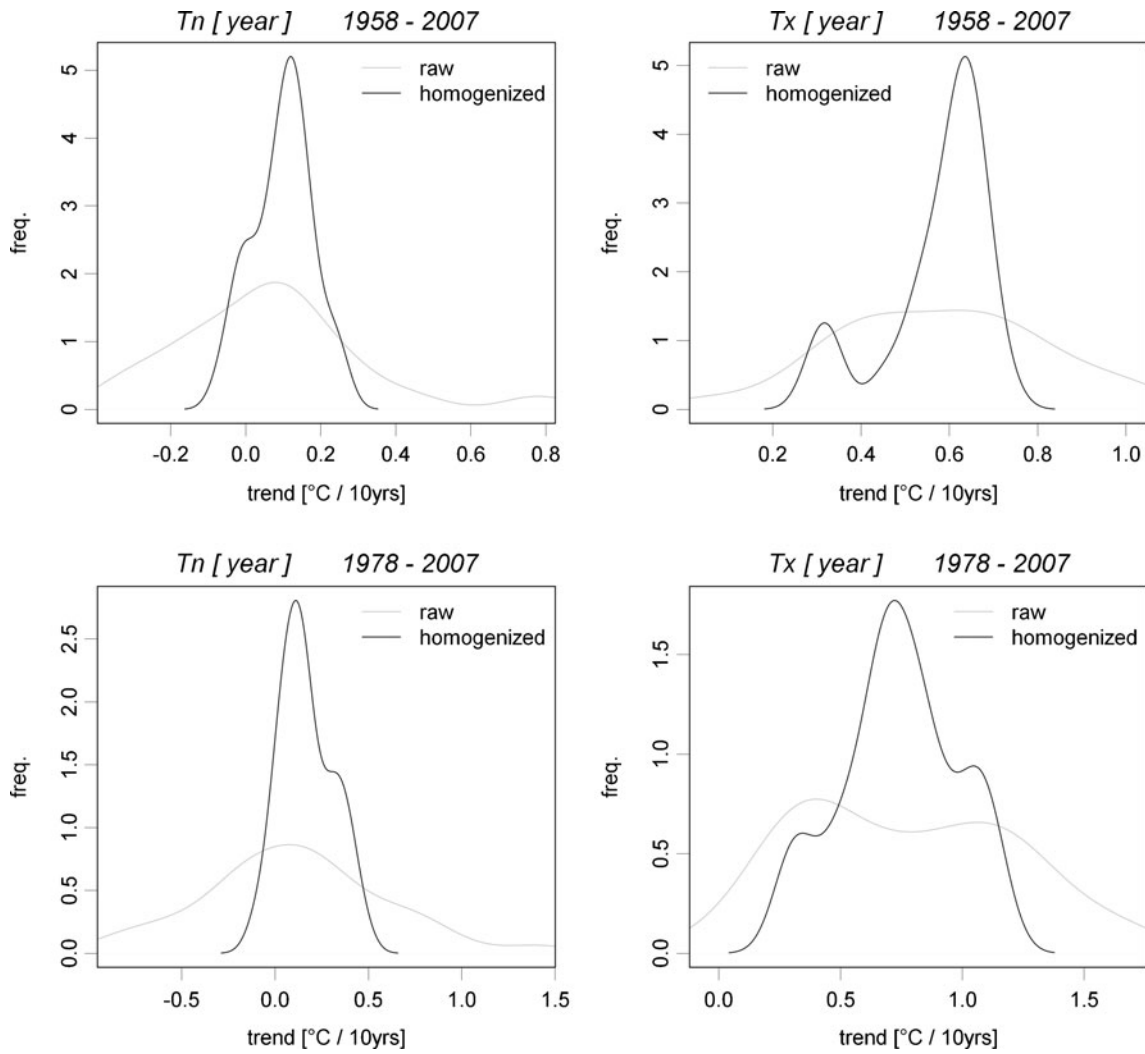 Tn [ year ] 1958 - 2007
raw
homogenized
freq.
5
4
3
2
1
0
-0.2 0.0 0.2 0.4 0.6 0.8
trend [°C / 10yrs]
Tx [ year ] 1958 - 2007
raw
homogenized
freq.
5
4
3
2
1
0
0.2 0.4 0.6 0.8 1.0
trend [°C / 10yrs]
Tn [ year ] 1978 - 2007
raw
homogenized
freq.
2.5
2.0
1.5
1.0
0.5
0.0
-0.5 0.0 0.5 1.0 1.5
trend [°C / 10yrs]
Tx [ year ] 1978 - 2007
raw
homogenized
freq.
1.5
1.0
0.5
0.0
0.0 0.5 1.0 1.5
trend [°C / 10yrs]